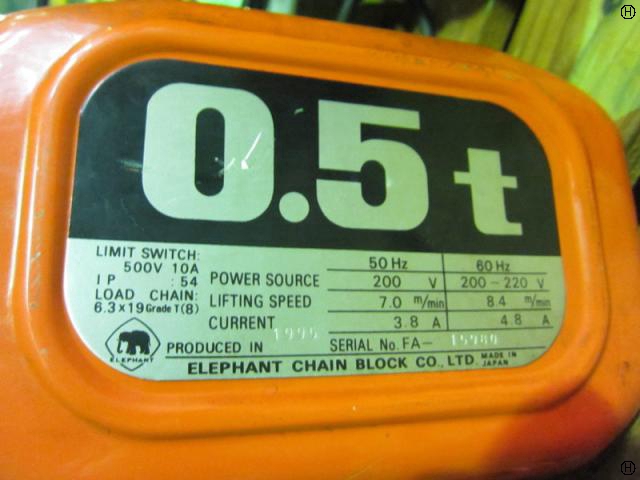 0.5 t
LIMIT SWITCH:
500V 10A
IP : 54
LOAD CHAIN:
6.3×19 Grade T(8)
50 Hz 60 Hz
POWER SOURCE 200 V 200-220 V
LIFTING SPEED 7.0 m/min 8.4 m/min
CURRENT 3.8 A 4.8 A
ELEPHANT
PRODUCED IN 1995 SERIAL No. FA-
ELEPHANT CHAIN BLOCK CO., LTD. MADE IN JAPAN